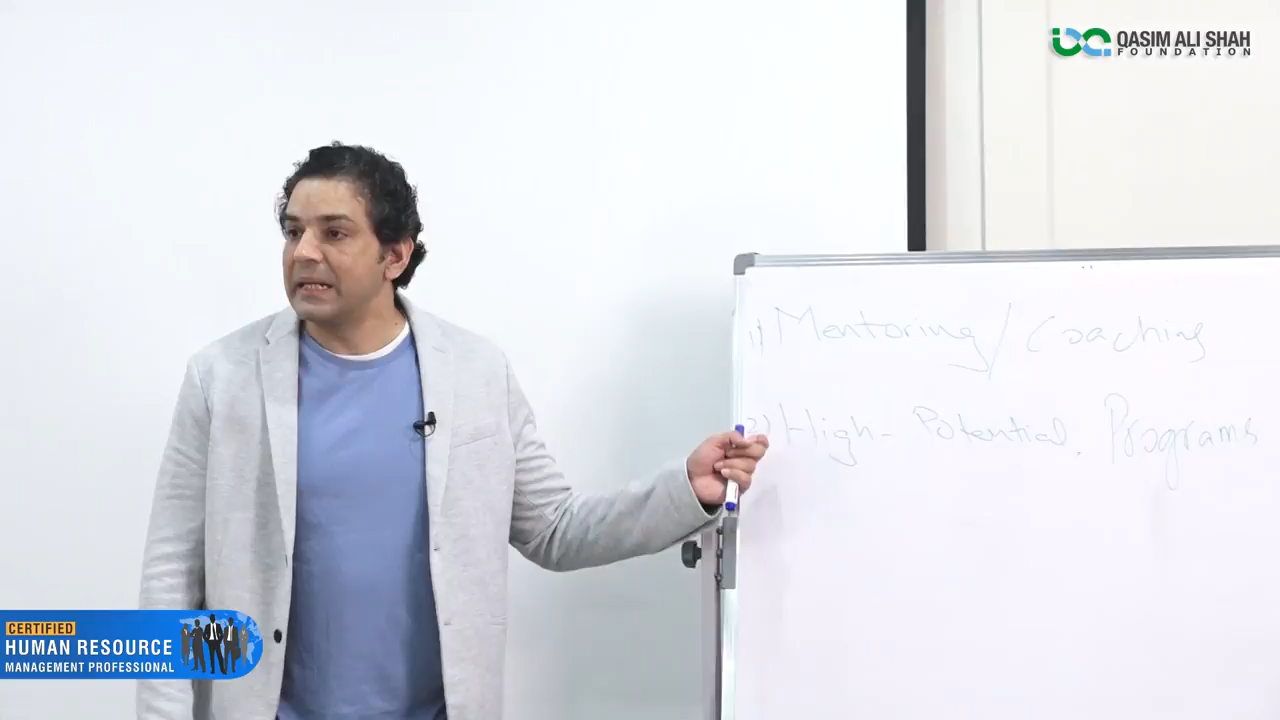 QASIM ALI SHAH
FOUNDATION
1) Mentoring / Coaching
2) High-Potential Programs
CERTIFIED
HUMAN RESOURCE
MANAGEMENT PROFESSIONAL